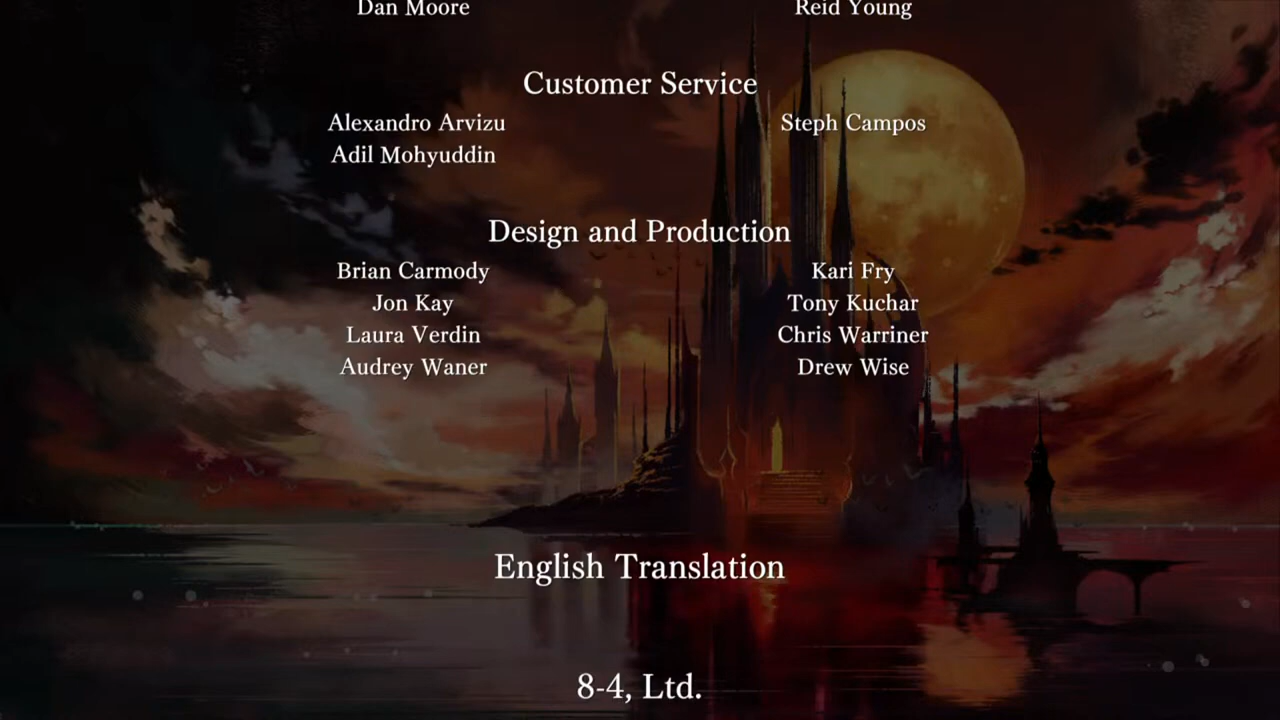 Dan Moore Reid Young
Customer Service
Alexandro Arvizu Steph Campos
Adil Mohyuddin
Design and Production
Brian Carmody Kari Fry
Jon Kay Tony Kuchar
Laura Verdin Chris Warriner
Audrey Waner Drew Wise
English Translation
8-4, Ltd.